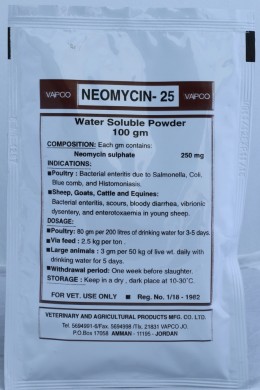 VAPCO NEOMYCIN- 25 VAPCO
Water Soluble Powder
100 gm
COMPOSITION: Each gm contains:
Neomycin sulphate 250 mg
INDICATIONS:
■Poultry : Bacterial enteritis due to Salmonella, Coli,
Blue comb, and Histomoniasis.
■Sheep, Goats, Cattle and Equines:
Bacterial enteritis, scours, bloody diarrhea, vibrionic
dysentery, and enterotoxaemia in young sheep.
DOSAGE:
■Poultry: 80 gm per 200 litres of drinking water for 3-5 days.
■Via feed : 2.5 kg per ton .
■Large animals : 3 gm per 50 kg of live wt. daily with
drinking water for 5 days.
■Withdrawal period: One week before slaughter.
STORAGE : Keep in a dry , dark place at 10-30°C.
FOR VET. USE ONLY ■ Reg. No. 1/18 - 1982
VETERINARY AND AGRICULTURAL PRODUCTS MFG. CO. LTD.
Tel. 5694991-6/Fax. 5694998 /Tlx. 21831 VAPCO JO.
P.O.Box 17058 AMMAN - 11195 - JORDAN